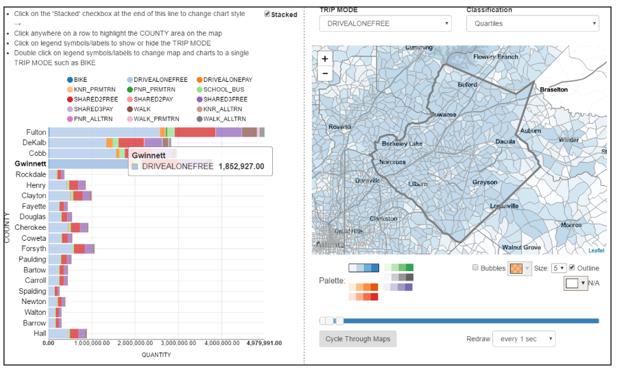 Click on the 'Stacked' checkbox at the end of this line to change chart style
→
Stacked
Click anywhere on a row to highlight the COUNTY area on the map
Click on legend symbols/labels to show or hide the TRIP MODE
Double click on legend symbols/labels to change map and charts to a single
TRIP MODE such as BIKE
BIKE DRIVEALONEFREE DRIVEALONEPAY
KNR_PRMTRN PNR_PRMTRN SCHOOL_BUS
SHARED2FREE SHARED2PAY SHARED3FREE
SHARED3PAY WALK KNR_ALLTRN
PNR_ALLTRN WALK_PRMTRN WALK_ALLTRN
COUNTY
Fulton
DeKalb
Cobb
Gwinnett
Rockdale
Henry
Clayton
Fayette
Douglas
Cherokee
Coweta
Forsyth
Paulding
Bartow
Carroll
Spalding
Newton
Walton
Barrow
Hall
Gwinnett
DRIVEALONEFREE 1,852,927.00
0.00 1,000,000.00 2,000,000.00 3,000,000.00 4,979,991.00
QUANTITY
TRIP MODE Classification
DRIVEALONEFREE Quartiles
+
-
Cumming
Flowery Branch
Buford
Braselton
Suwanee
Roswell
Auburn
Berkeley Lake
Dacula
Winder
Norcross
Doraville
Lilburn
Grayson
Loganville
Clarkston
Monroe
Atlanta
Walnut Grove
Leaflet
Palette:
Bubbles Size: 5 Outline
N/A
Cycle Through Maps Redraw every 1 sec